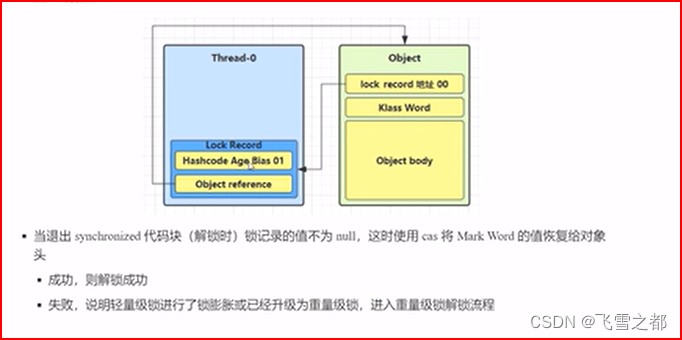 Thread-0
Object
lock record 地址 00
Klass Word
Lock Record
Hashcode Age Bias 01
Object body
Object reference
当退出 synchronized 代码块（解锁时）锁记录的值不为 null，这时使用 cas 将 Mark Word 的值恢复给对象
头
成功，则解锁成功
失败，说明轻量级锁进行了锁膨胀或已经升级为重量级锁，进入重量级锁解锁流程
CSDN @飞雪之都